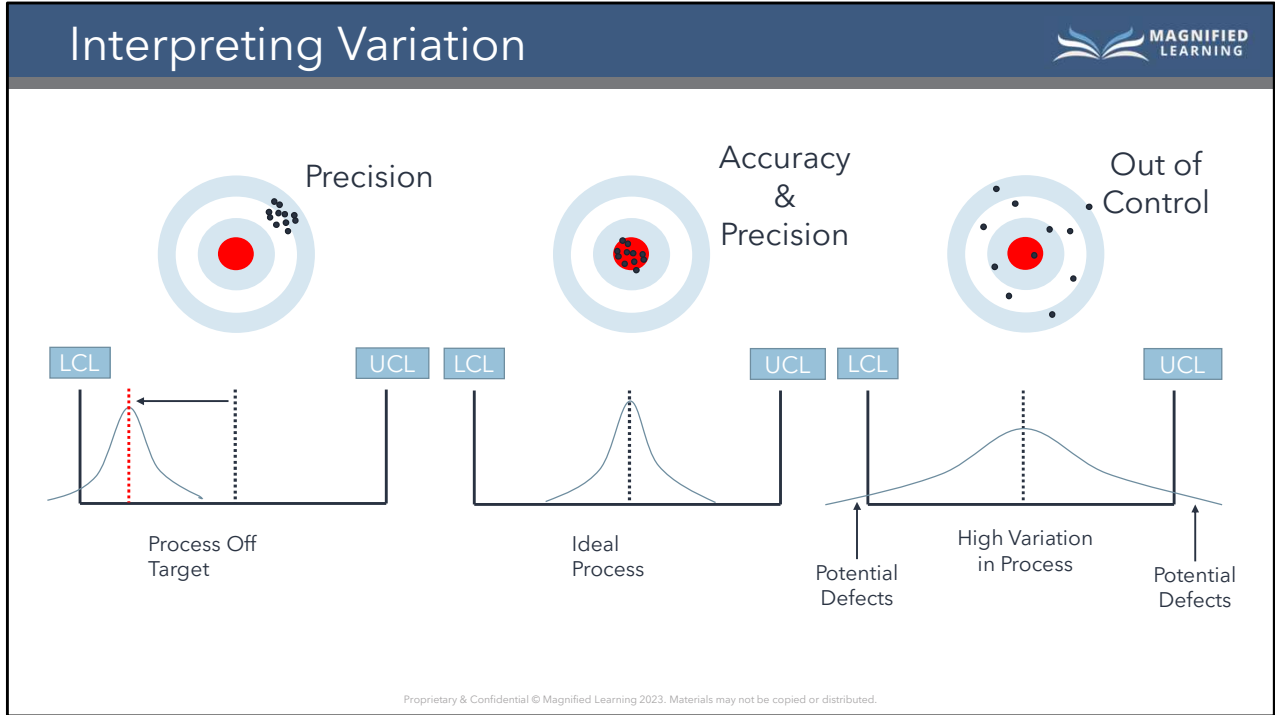 Interpreting Variation
MAGNIFIED
LEARNING
Precision
Accuracy
&
Precision
Out of
Control
LCL
UCL
LCL
UCL
LCL
UCL
Process Off
Target
Ideal
Process
High Variation
in Process
Potential
Defects
Potential
Defects
Proprietary & Confidential © Magnified Learning 2023. Materials may not be copied or distributed.